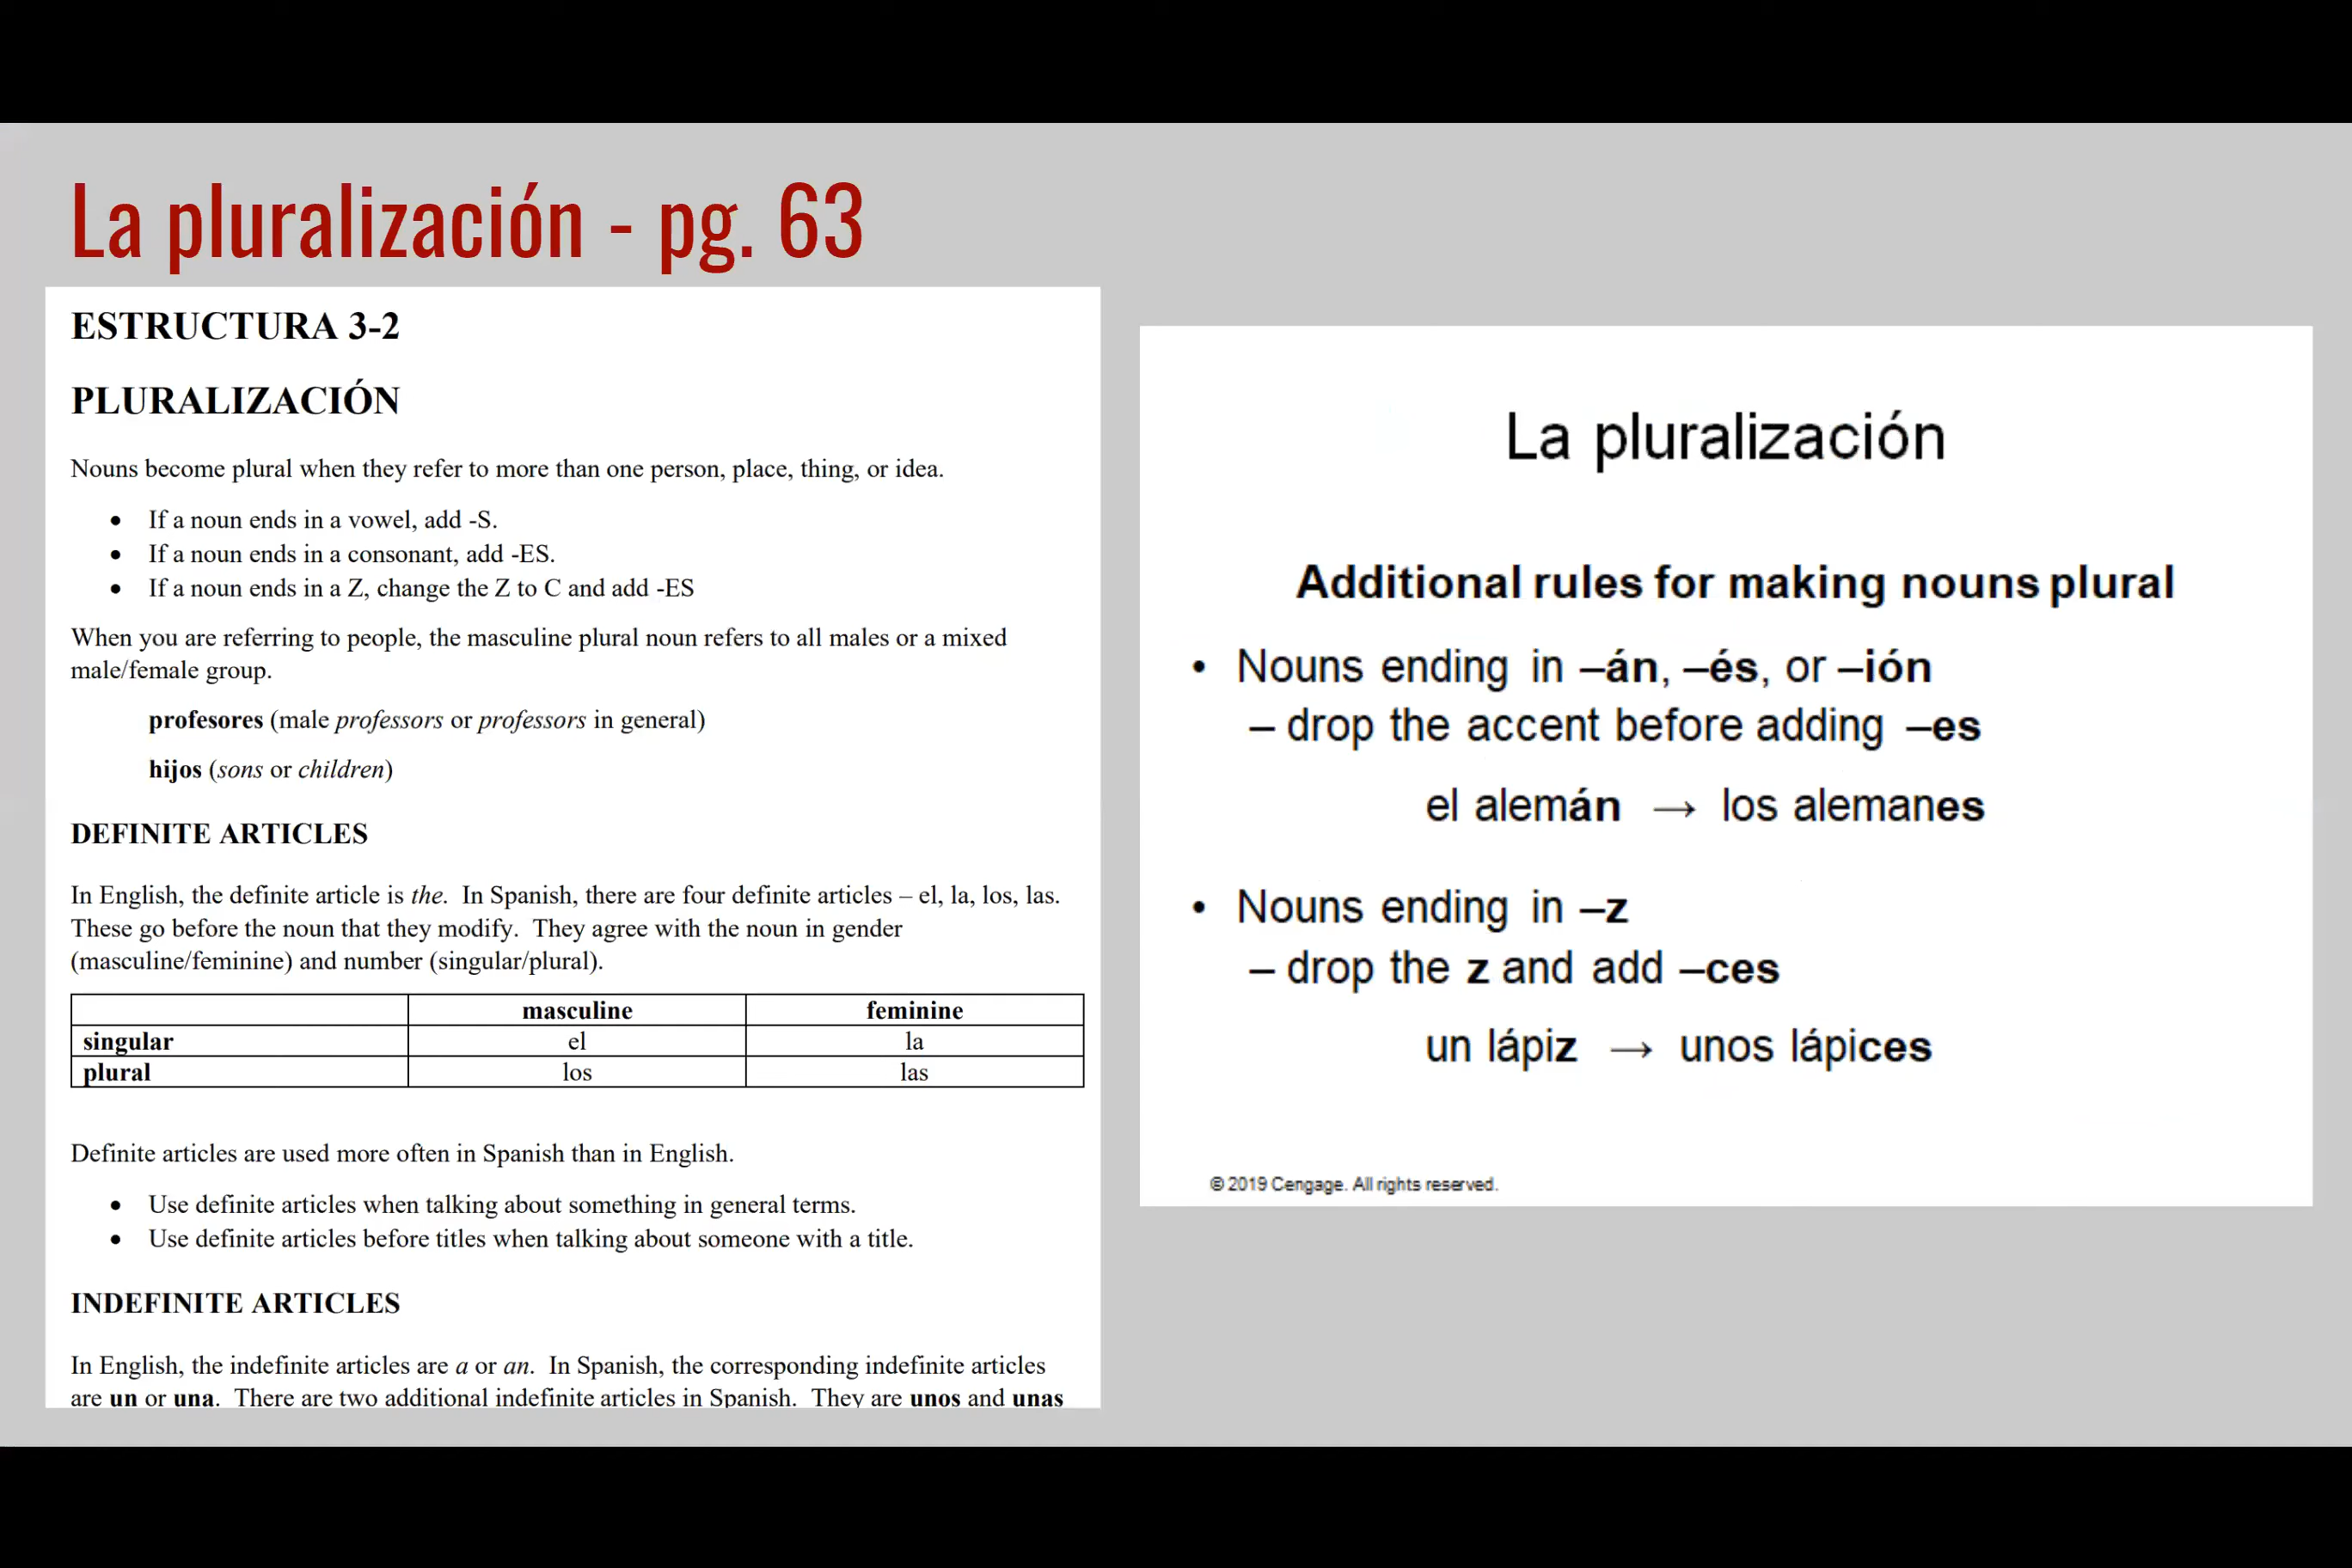 La pluralización - pg. 63
ESTRUCTURA 3-2
PLURALIZACIÓN
Nouns become plural when they refer to more than one person, place, thing, or idea.
• If a noun ends in a vowel, add -S.
• If a noun ends in a consonant, add -ES.
• If a noun ends in a Z, change the Z to C and add -ES
When you are referring to people, the masculine plural noun refers to all males or a mixed
male/female group.
profesores (male professors or professors in general)
hijos (sons or children)
DEFINITE ARTICLES
In English, the definite article is the. In Spanish, there are four definite articles – el, la, los, las.
These go before the noun that they modify. They agree with the noun in gender
(masculine/feminine) and number (singular/plural).
masculine feminine
singular el la
plural los las
Definite articles are used more often in Spanish than in English.
• Use definite articles when talking about something in general terms.
• Use definite articles before titles when talking about someone with a title.
INDEFINITE ARTICLES
In English, the indefinite articles are a or an. In Spanish, the corresponding indefinite articles
are un or una. There are two additional indefinite articles in Spanish. They are unos and unas
La pluralización
Additional rules for making nouns plural
• Nouns ending in –án, –és, or –ión
– drop the accent before adding –es
el alemán → los alemanes
• Nouns ending in –z
– drop the z and add –ces
un lápiz → unos lápices
© 2019 Cengage. All rights reserved.